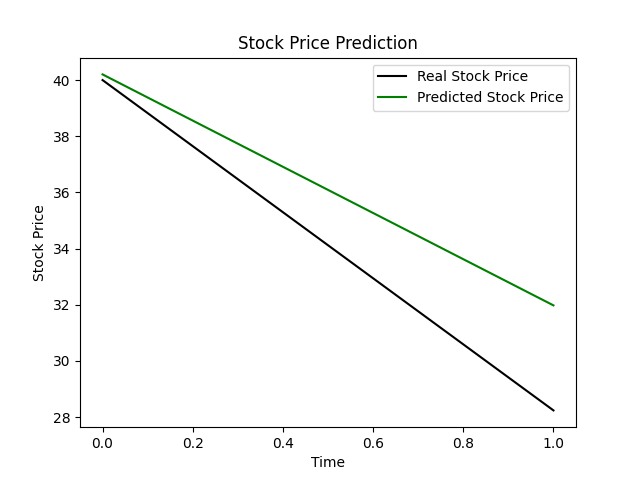 Stock Price Prediction
Real Stock Price
Predicted Stock Price
Stock Price
40
38
36
34
32
30
28
0.0 0.2 0.4 0.6 0.8 1.0
Time